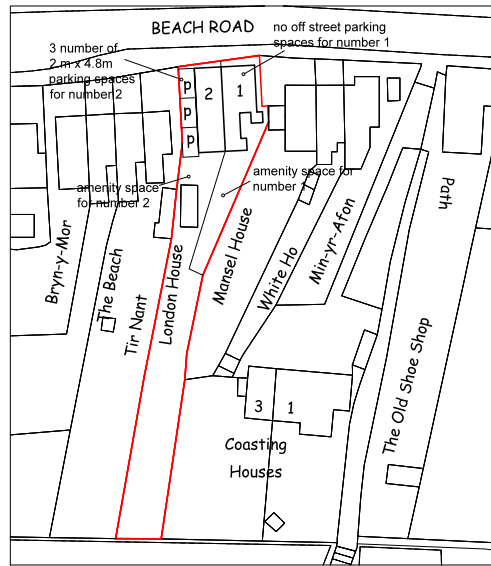 BEACH ROAD
no off street parking
spaces for number 1
3 number of
2.m x 4.8m
parking spaces
for number 2
p
p
p
2
1
amenity space
for number 2
amenity space for
number 1
Bryn-y-Mor
The Beach
Tir Nant
London House
Mansel House
White Ho
Min-yr-Afon
Path
The Old Shoe Shop
3
1
Coasting
Houses